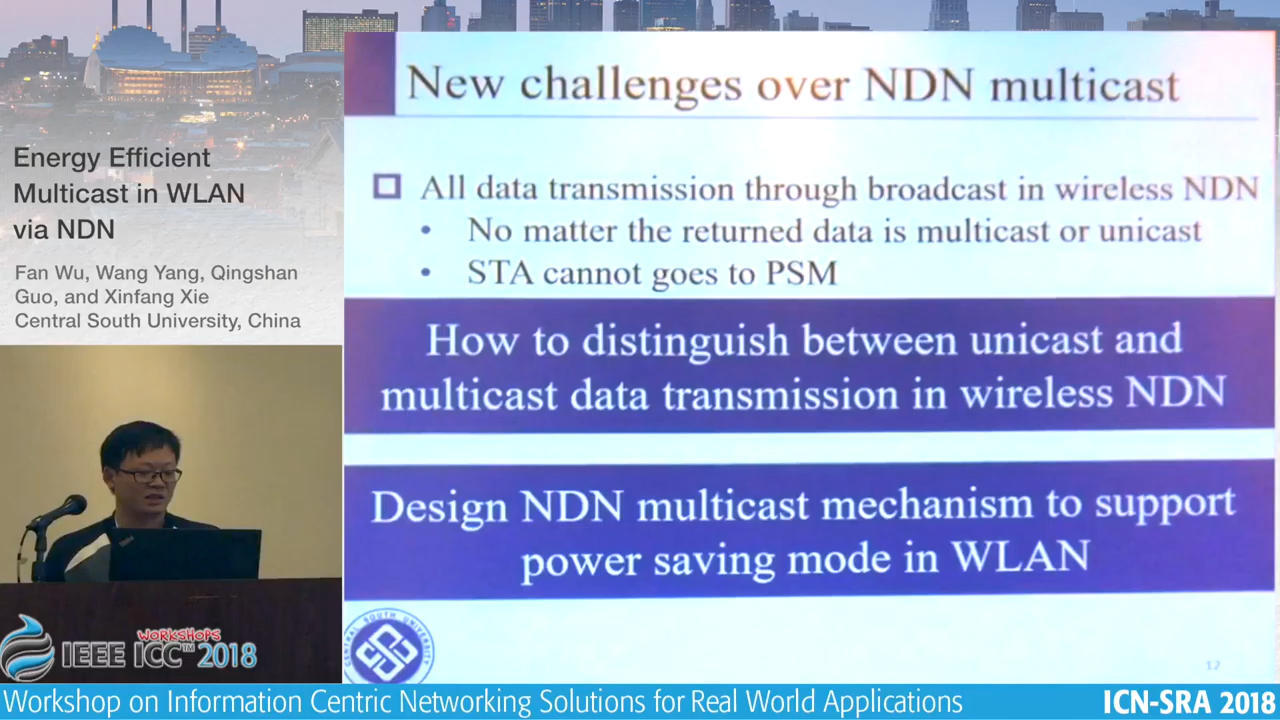 Energy Efficient
Multicast in WLAN
via NDN
Fan Wu, Wang Yang, Qingshan
Guo, and Xinfang Xie
Central South University, China
New challenges over NDN multicast
All data transmission through broadcast in wireless NDN
• No matter the returned data is multicast or unicast
• STA cannot goes to PSM
How to distinguish between unicast and
multicast data transmission in wireless NDN
Design NDN multicast mechanism to support
power saving mode in WLAN
CENTRAL SOUTH UNIVERSITY
12
WORKSHOPS
IEEE ICC™ 2018
Workshop on Information Centric Networking Solutions for Real World Applications
ICN-SRA 2018